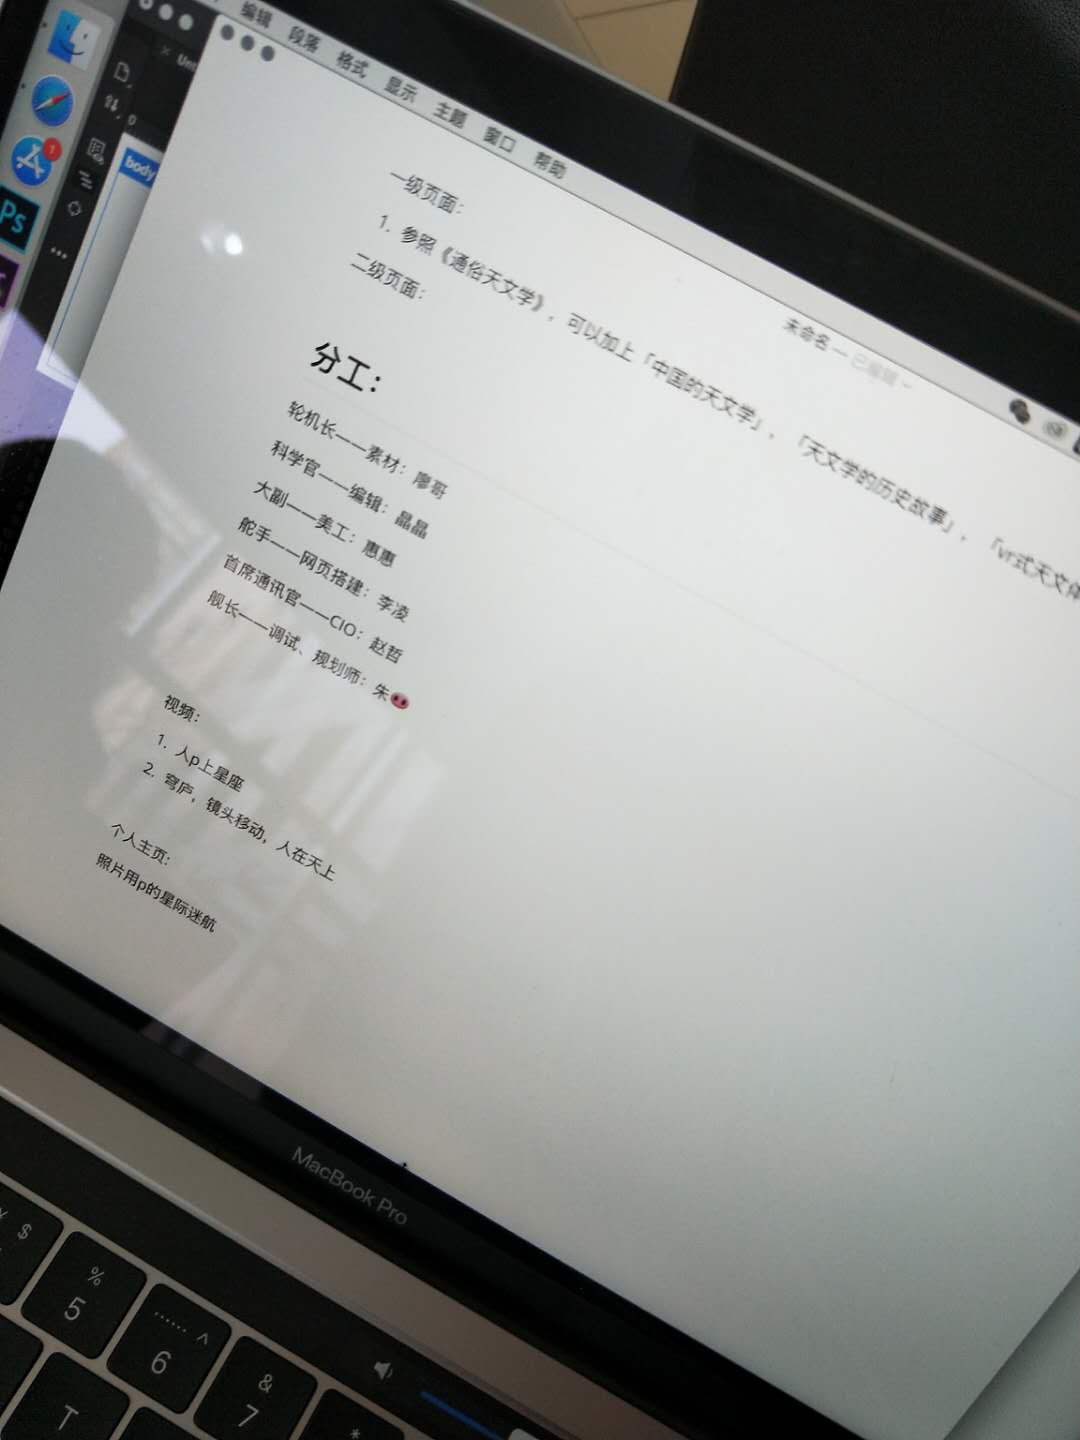 编辑 段落 格式 显示 主题 窗口 帮助
未命名 — 已编辑
body
Ps
1
一级页面：
1. 参照《通俗天文学》，可以加上「中国的天文学」，「天文学的历史故事」，「vr式天文
二级页面：
分工：
轮机长——素材：廖哥
科学官——编辑：晶晶
大副——美工：惠惠
舵手——网页搭建：李凌
首席通讯官——CIO：赵哲
舰长——调试、规划师：朱🐽
视频：
1. 人p上星座
2. 穹庐，镜头移动，人在天上
个人主页：
照片用p的星际迷航
MacBook Pro
¥ $
% 5
…… ^ 6
& 7
*
T